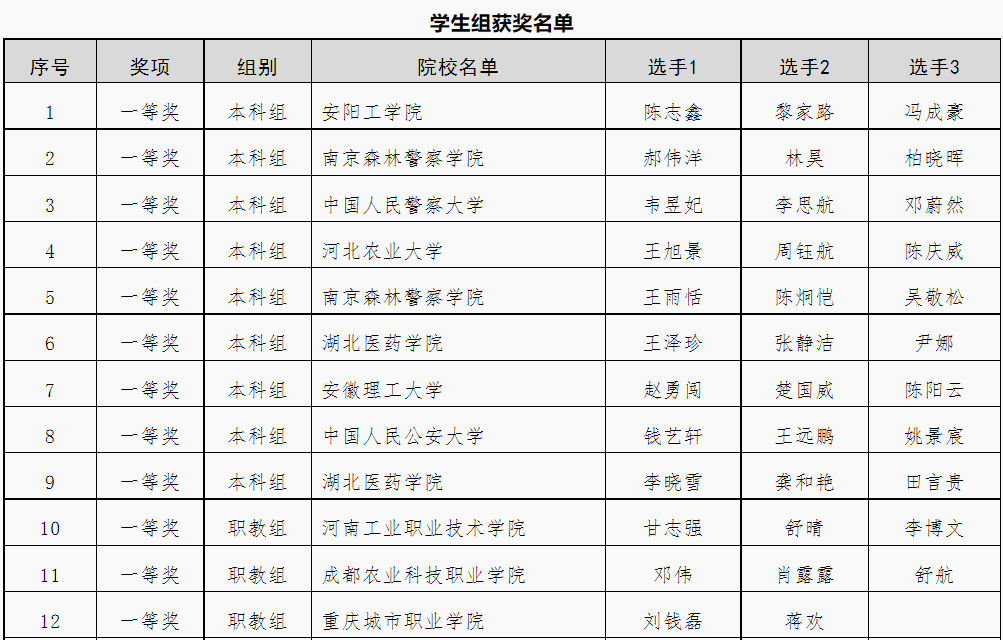 学生组获奖名单
序号 奖项 组别 院校名单 选手1 选手2 选手3
1 一等奖 本科组 安阳工学院 陈志鑫 黎家路 冯成豪
2 一等奖 本科组 南京森林警察学院 郝伟洋 林昊 柏晓晖
3 一等奖 本科组 中国人民警察大学 韦昱妃 李思航 邓蔚然
4 一等奖 本科组 河北农业大学 王旭景 周钰航 陈庆威
5 一等奖 本科组 南京森林警察学院 王雨恬 陈炯恺 吴敬松
6 一等奖 本科组 湖北医药学院 王泽珍 张静洁 尹娜
7 一等奖 本科组 安徽理工大学 赵勇闯 楚国威 陈阳云
8 一等奖 本科组 中国人民公安大学 钱艺轩 王远鹏 姚景宸
9 一等奖 本科组 湖北医药学院 李晓雪 龚和艳 田言贵
10 一等奖 职教组 河南工业职业技术学院 甘志强 舒晴 李博文
11 一等奖 职教组 成都农业科技职业学院 邓伟 肖露露 舒航
12 一等奖 职教组 重庆城市职业学院 刘钱磊 蒋欢